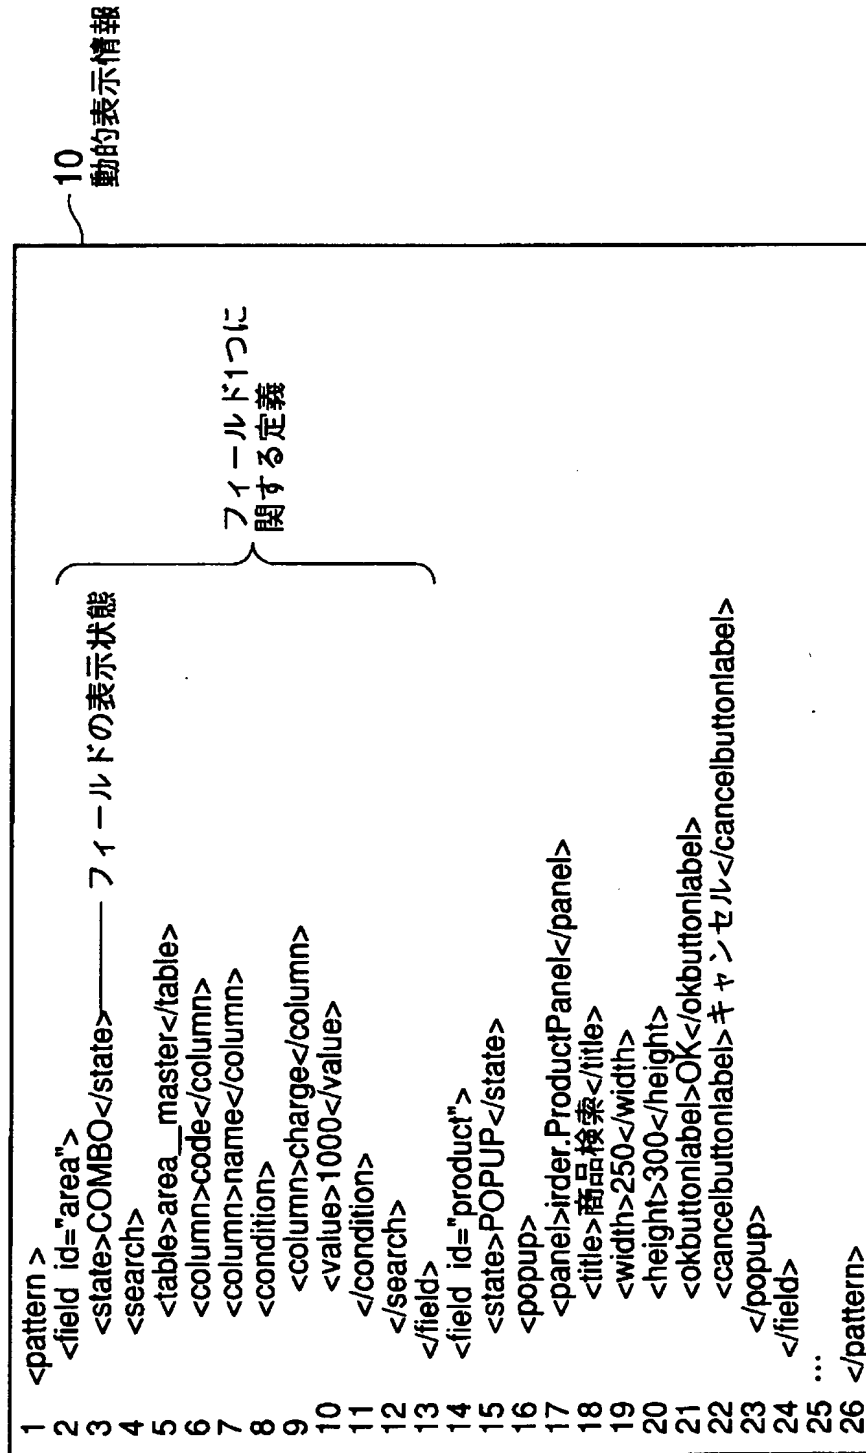 10
動的表示情報
1 <pattern >
2 <field id="area">
3 <state>COMBO</state> フィールドの表示状態
4 <search>
5 <table>area__master</table>
6 <column>code</column>
7 <column>name</column>
8 <condition>
9 <column>charge</column>
10 <value>1000</value>
11 </condition>
12 </search>
13 </field>
フィールド1つに
関する定義
14 <field id="product">
15 <state>POPUP</state>
16 <popup>
17 <panel>irder.ProductPanel</panel>
18 <title>商品検索</title>
19 <width>250</width>
20 <height>300</height>
21 <okbuttonlabel>OK</okbuttonlabel>
22 <cancelbuttonlabel>キャンセル</cancelbuttonlabel>
23 </popup>
24 </field>
25 …
26 </pattern>